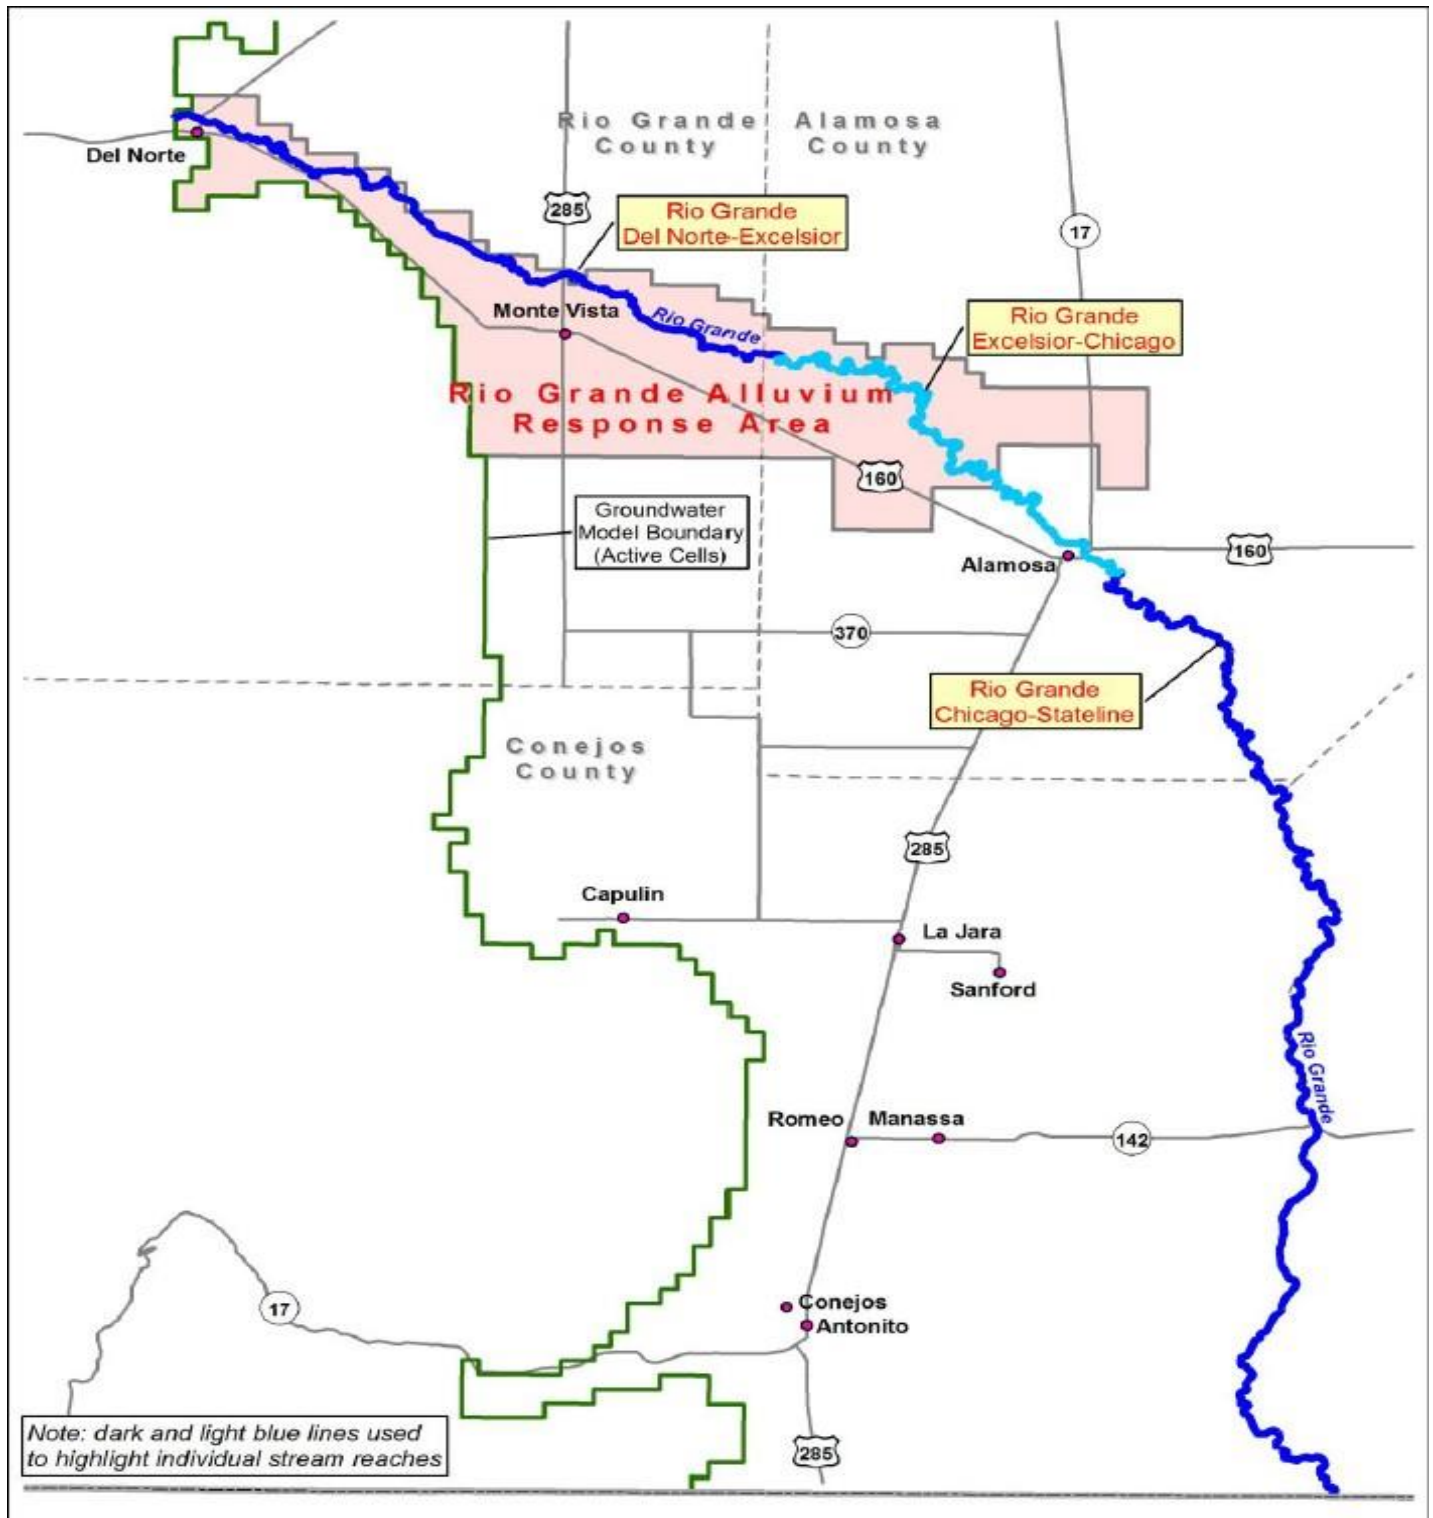 Rio Grande
County
Alamosa
County
Del Norte
285
Rio Grande
Del Norte-Excelsior
17
Monte Vista
Rio Grande
Rio Grande
Excelsior-Chicago
Rio Grande Alluvium
Response Area
160
Groundwater
Model Boundary
(Active Cells)
Alamosa
160
370
Rio Grande
Chicago-Stateline
Conejos
County
285
Capulin
La Jara
Sanford
Rio Grande
Romeo
Manassa
142
17
Conejos
Antonito
Note: dark and light blue lines used
to highlight individual stream reaches
285